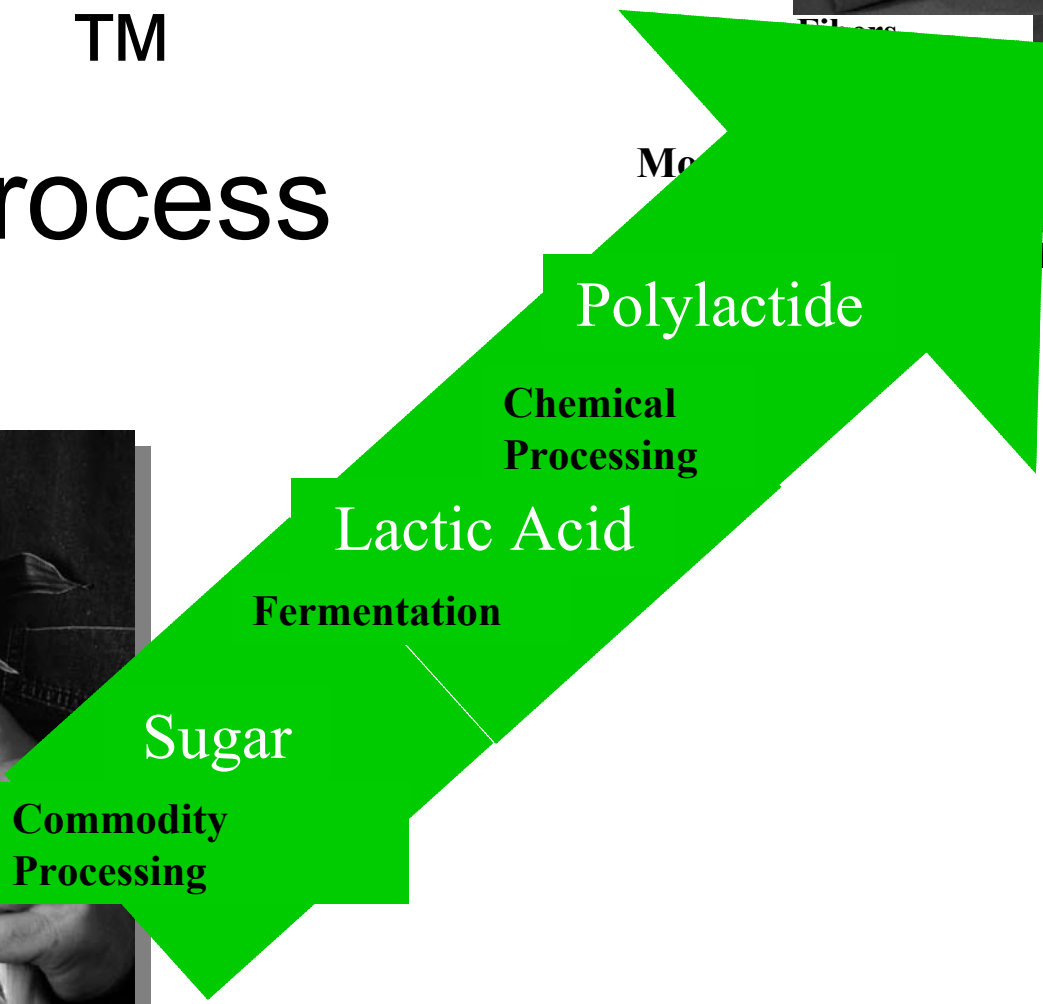 TM
rocess
Polylactide
Chemical
Processing
Lactic Acid
Fermentation
Sugar
Commodity
Processing